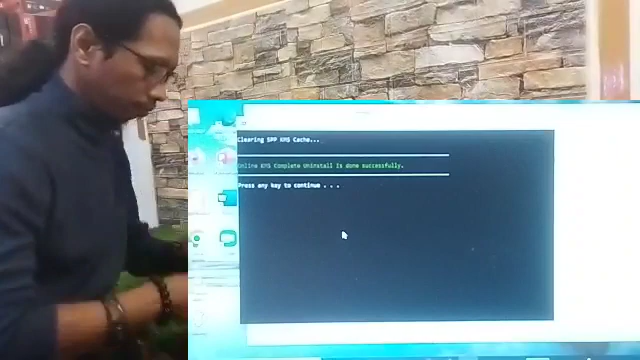 Clearing SPP KMS Cache...
Online KMS Complete Uninstall is done successfully.
Press any key to continue . . .